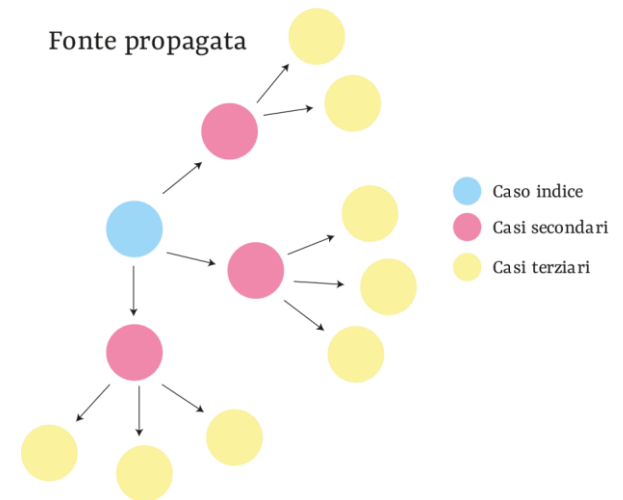 Fonte propagata
Caso indice
Casi secondari
Casi terziari